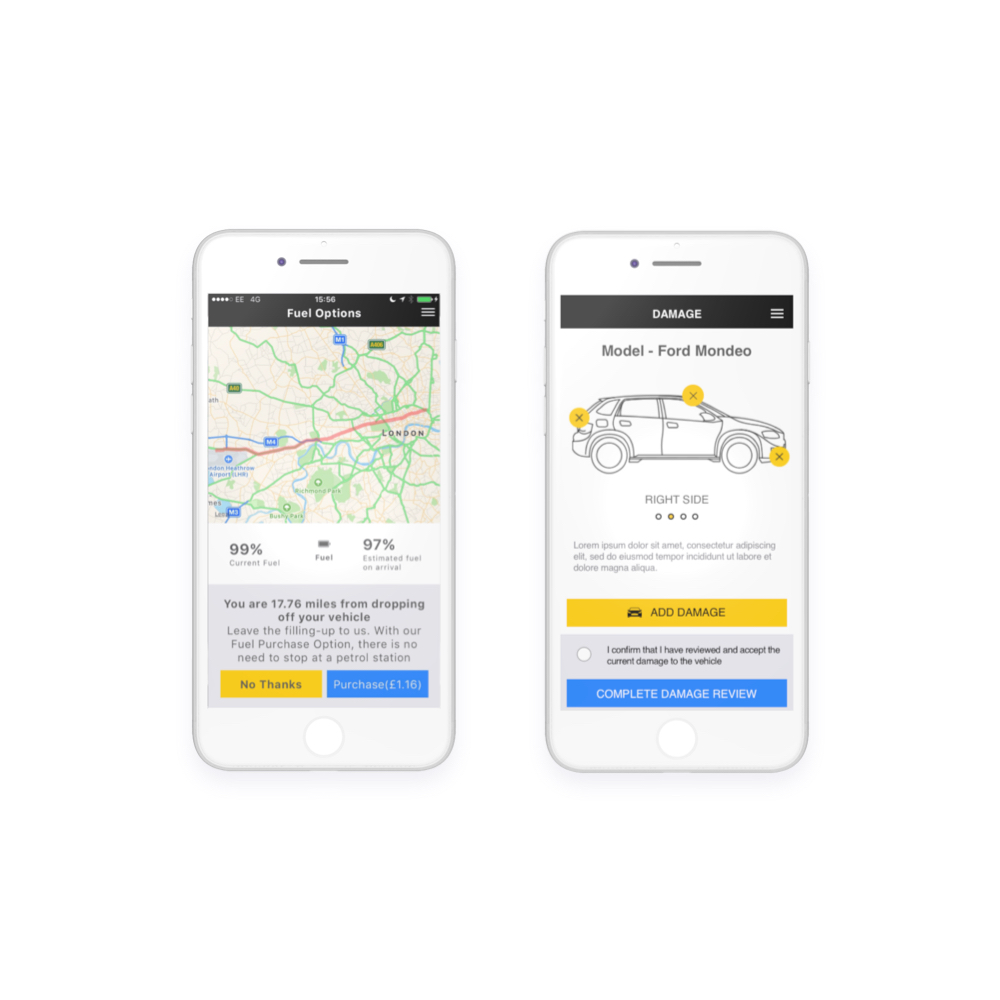 EE 4G 15:56
Fuel Options
M1
A406
A40
ath
LONDON
M4
ndon Heathrow
Airport (LHR)
Richmond Park
mes
M3
Bushy Park
99%
Current Fuel
Fuel
97%
Estimated fuel
on arrival
You are 17.76 miles from dropping
off your vehicle
Leave the filling-up to us. With our
Fuel Purchase Option, there is no
need to stop at a petrol station
No Thanks
Purchase(£1.16)
DAMAGE
Model - Ford Mondeo
RIGHT SIDE
Lorem ipsum dolor sit amet, consectetur adipiscing
elit, sed do eiusmod tempor incididunt ut labore et
dolore magna aliqua.
ADD DAMAGE
I confirm that I have reviewed and accept the
current damage to the vehicle
COMPLETE DAMAGE REVIEW